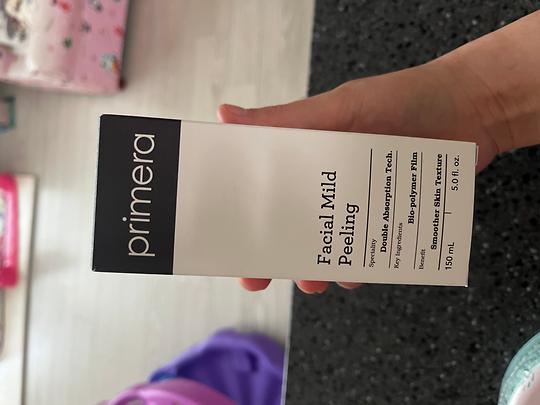 primera
Facial Mild
Peeling
Speciality
Double Absorption Tech.
Key Ingredients
Bio-polymer Film
Benefit
Smoother Skin Texture
150 mL | 5.0 fl. oz.